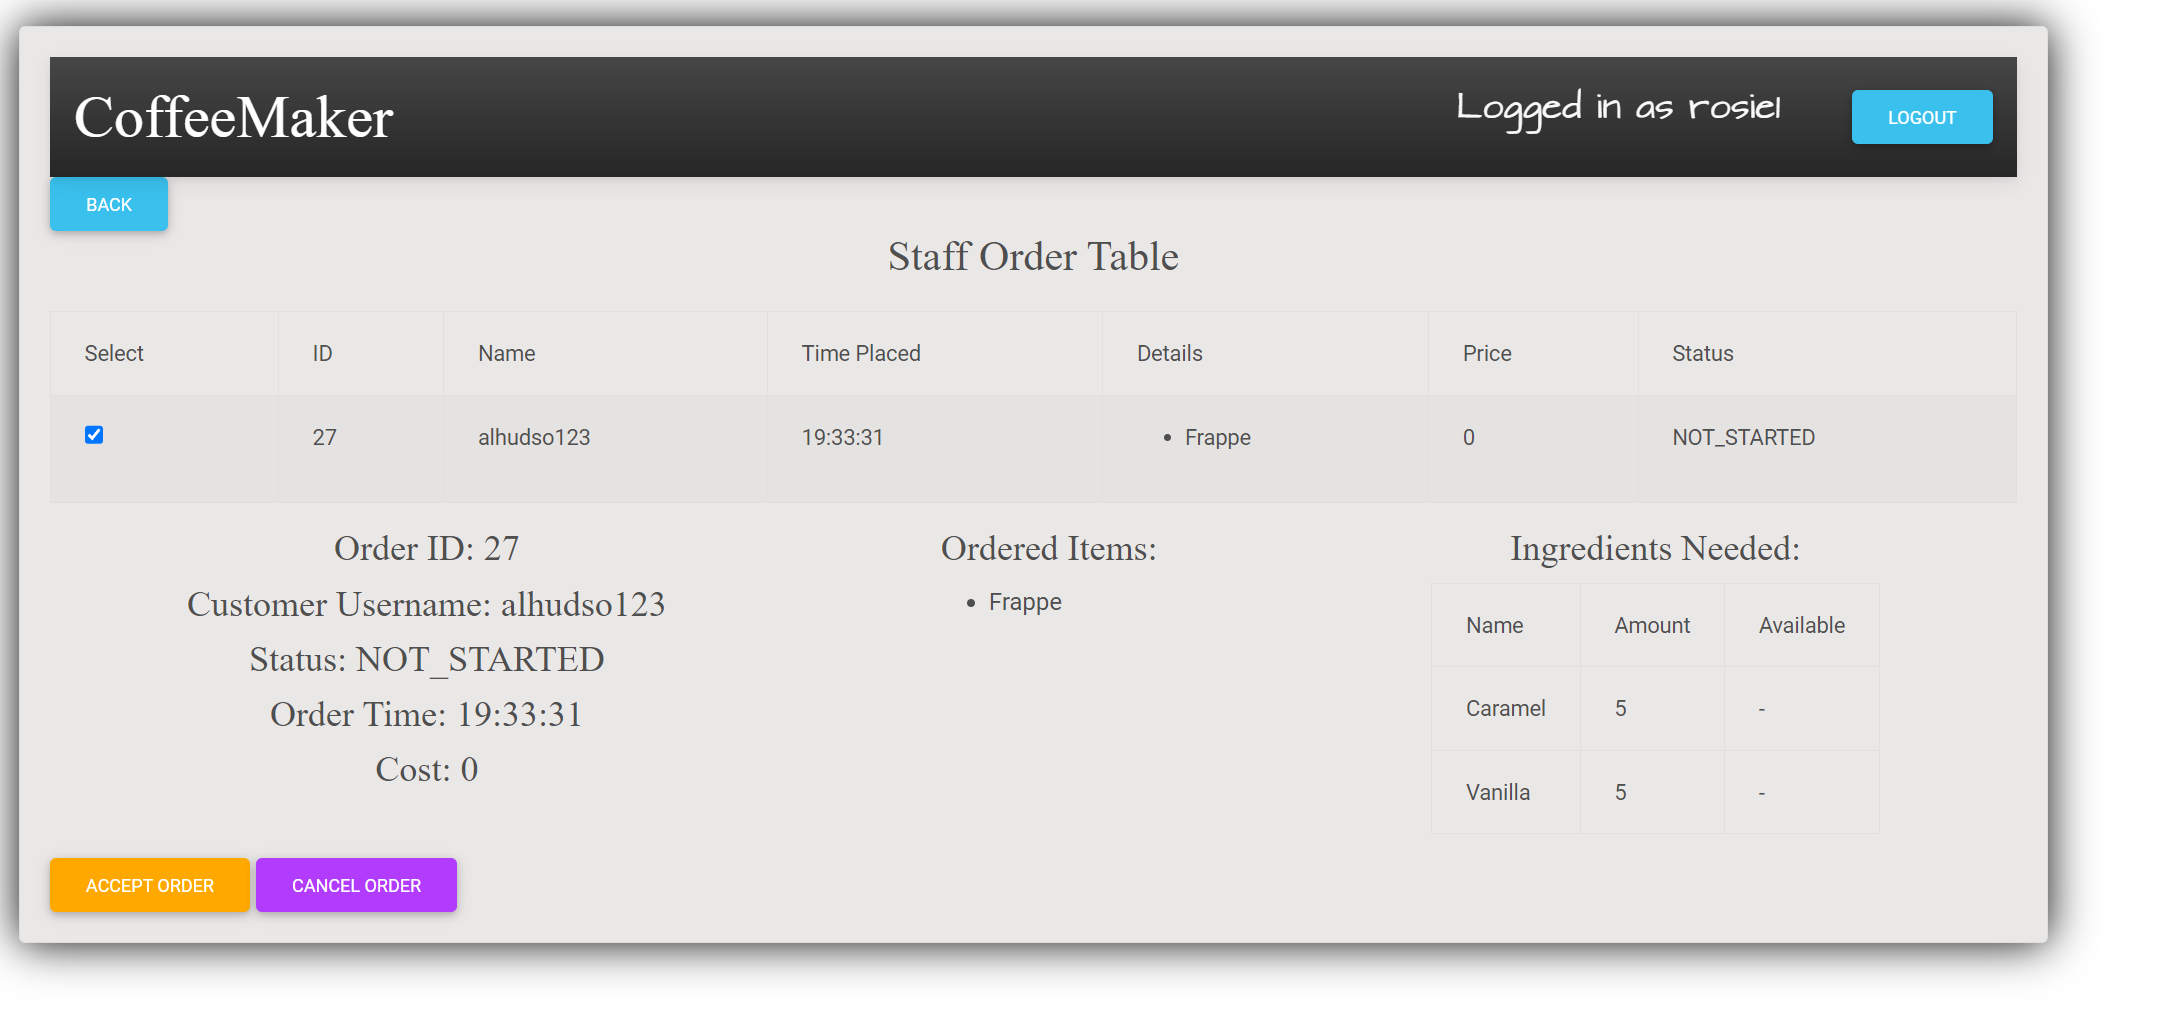 CoffeeMaker
Logged in as rosiel
LOGOUT
BACK
Staff Order Table
Select ID Name Time Placed Details Price Status
27 alhudso123 19:33:31 • Frappe 0 NOT_STARTED
Order ID: 27
Customer Username: alhudso123
Status: NOT_STARTED
Order Time: 19:33:31
Cost: 0
Ordered Items:
• Frappe
Ingredients Needed:
Name Amount Available
Caramel 5 -
Vanilla 5 -
ACCEPT ORDER
CANCEL ORDER